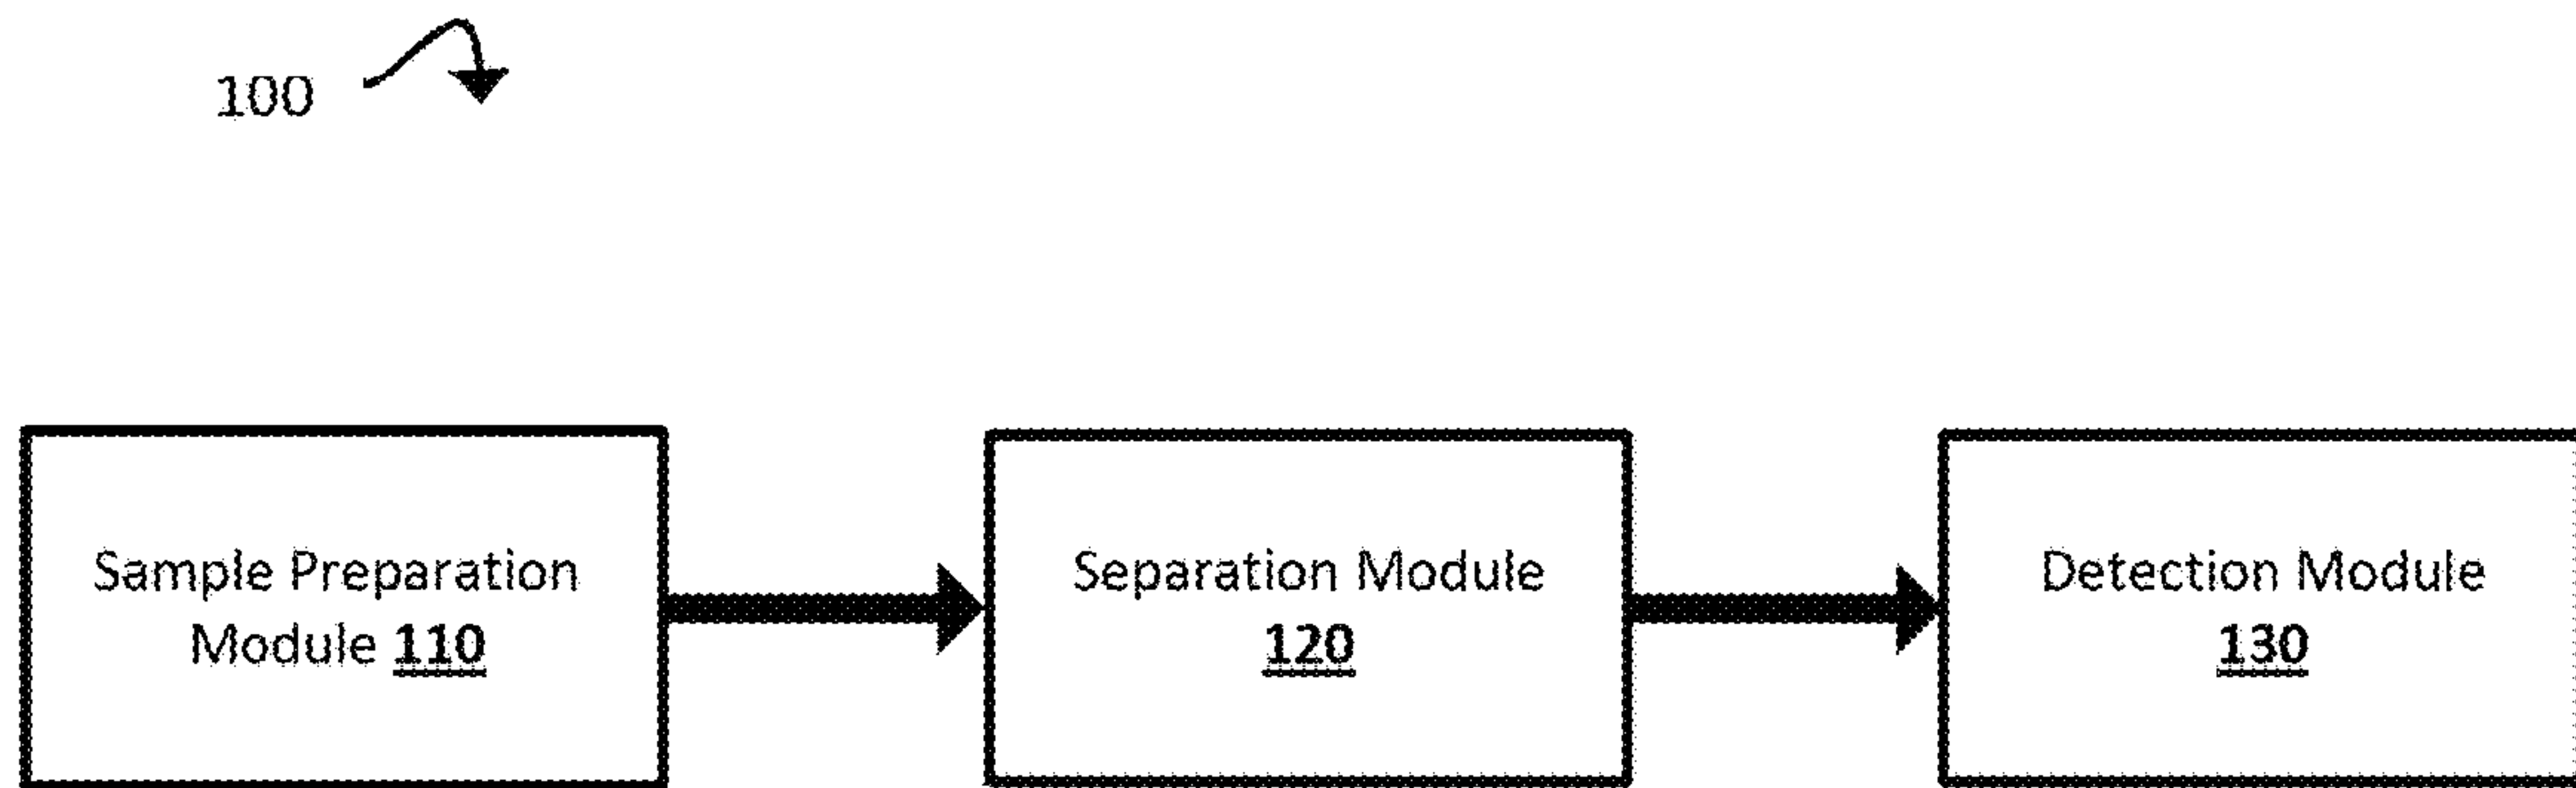 100
Sample Preparation
Module 110
Separation Module
120
Detection Module
130